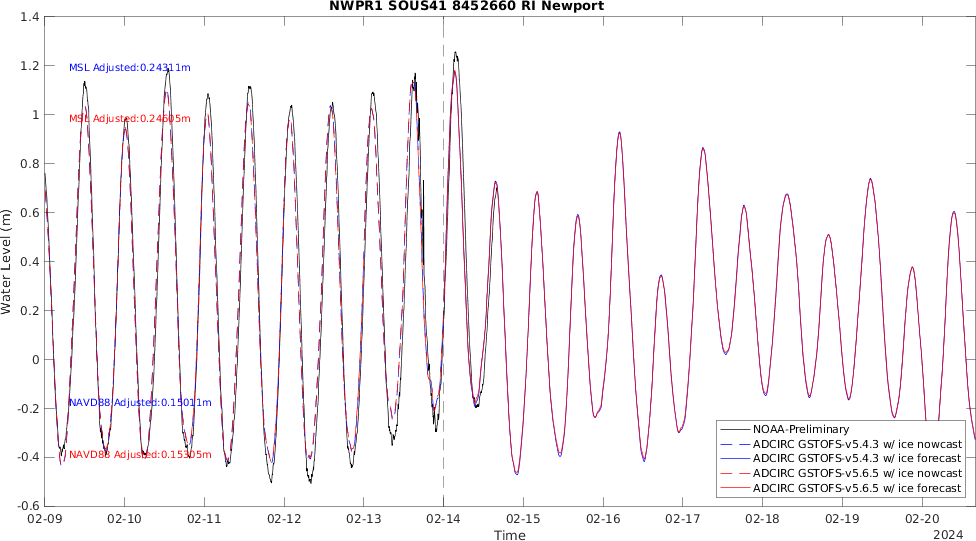 NWPR1 SOUS41 8452660 RI Newport
1.4
1.2
1
0.8
0.6
0.4
0.2
0
-0.2
-0.4
-0.6
Water Level (m)
MSL Adjusted:0.24311m
MSL Adjusted:0.24605m
NAVD88 Adjusted:0.15011m
NAVD88 Adjusted:0.15305m
NOAA-Preliminary
ADCIRC GSTOFS-v5.4.3 w/ ice nowcast
ADCIRC GSTOFS-v5.4.3 w/ ice forecast
ADCIRC GSTOFS-v5.6.5 w/ ice nowcast
ADCIRC GSTOFS-v5.6.5 w/ ice forecast
02-09 02-10 02-11 02-12 02-13 02-14 02-15 02-16 02-17 02-18 02-19 02-20
Time
2024